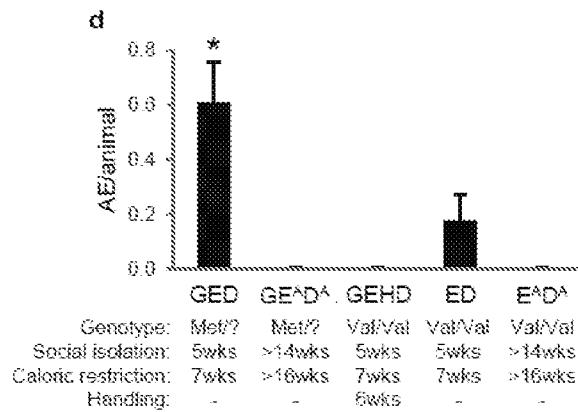 d
*
0.8
0.6
0.4
0.2
0.0
AE/animal
GED GEᴬDᴬ GEHD ED EᴬDᴬ
Genotype: Met/? Met/? Val/Val Val/Val Val/Val
Social isolation: 5wks >14wks 5wks 5wks >14wks
Caloric restriction: 7wks >16wks 7wks 7wks >16wks
Handling: - - 6wks - -